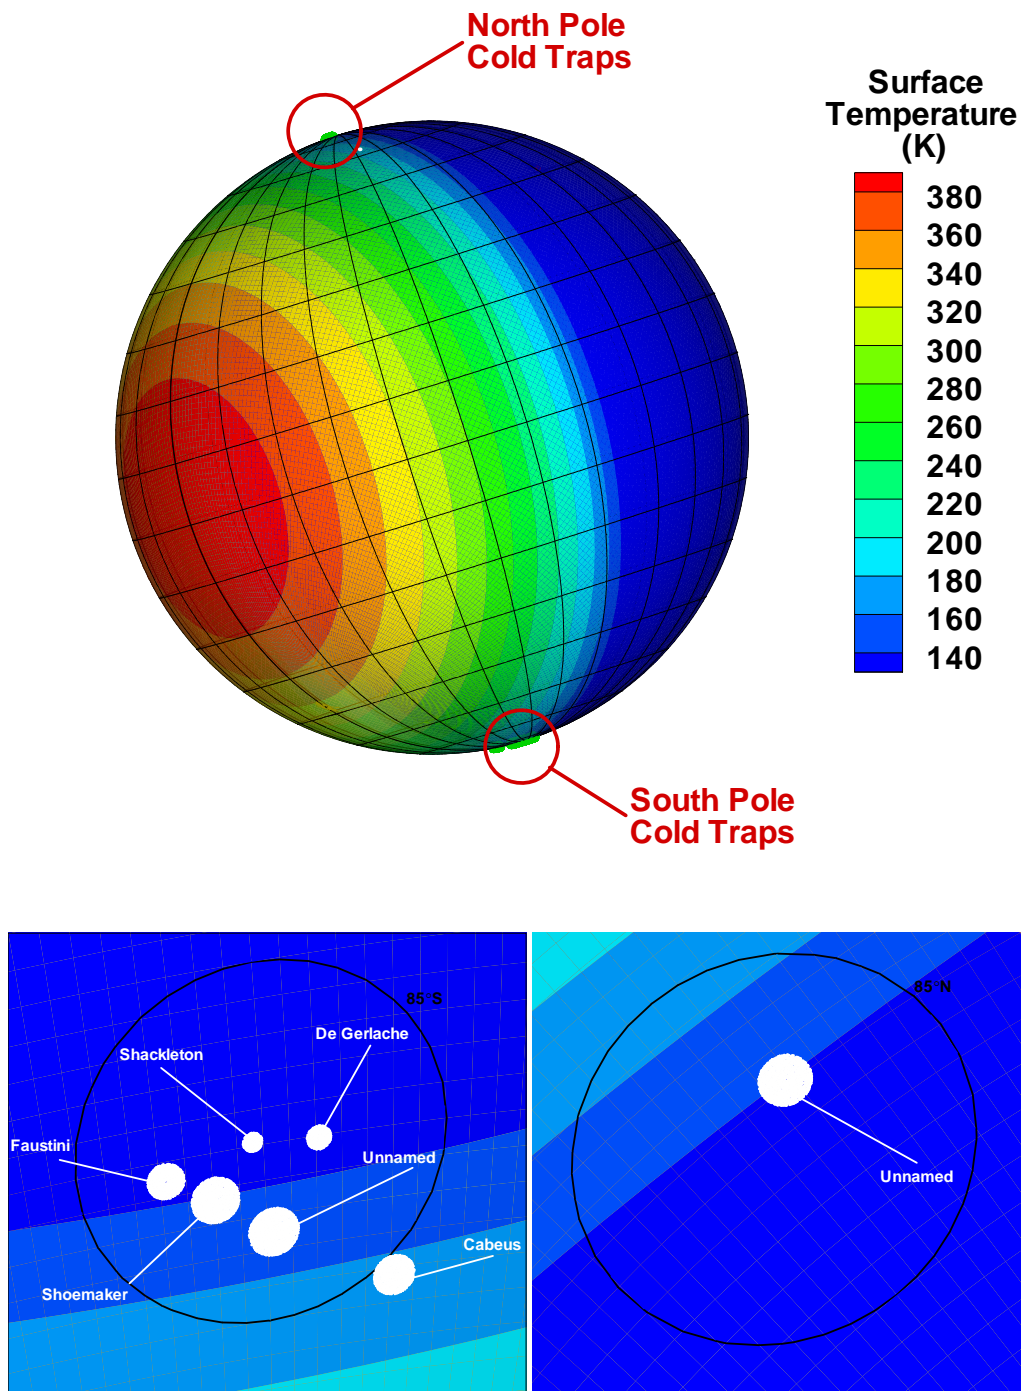 North Pole
Cold Traps
Surface
Temperature
(K)
380
360
340
320
300
280
260
240
220
200
180
160
140
South Pole
Cold Traps
85°S
De Gerlache
Shackleton
Faustini
Unnamed
Cabeus
Shoemaker
85°N
Unnamed